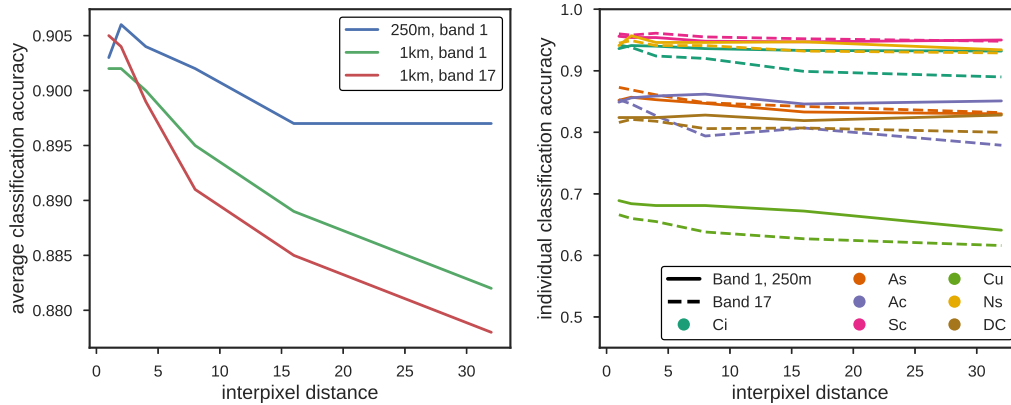 average classification accuracy
0.905
0.900
0.895
0.890
0.885
0.880
250m, band 1
1km, band 1
1km, band 17
0 5 10 15 20 25 30
interpixel distance
individual classification accuracy
1.0
0.9
0.8
0.7
0.6
0.5
Band 1, 250m
Band 17
Ci
As
Ac
Sc
Cu
Ns
DC
0 5 10 15 20 25 30
interpixel distance